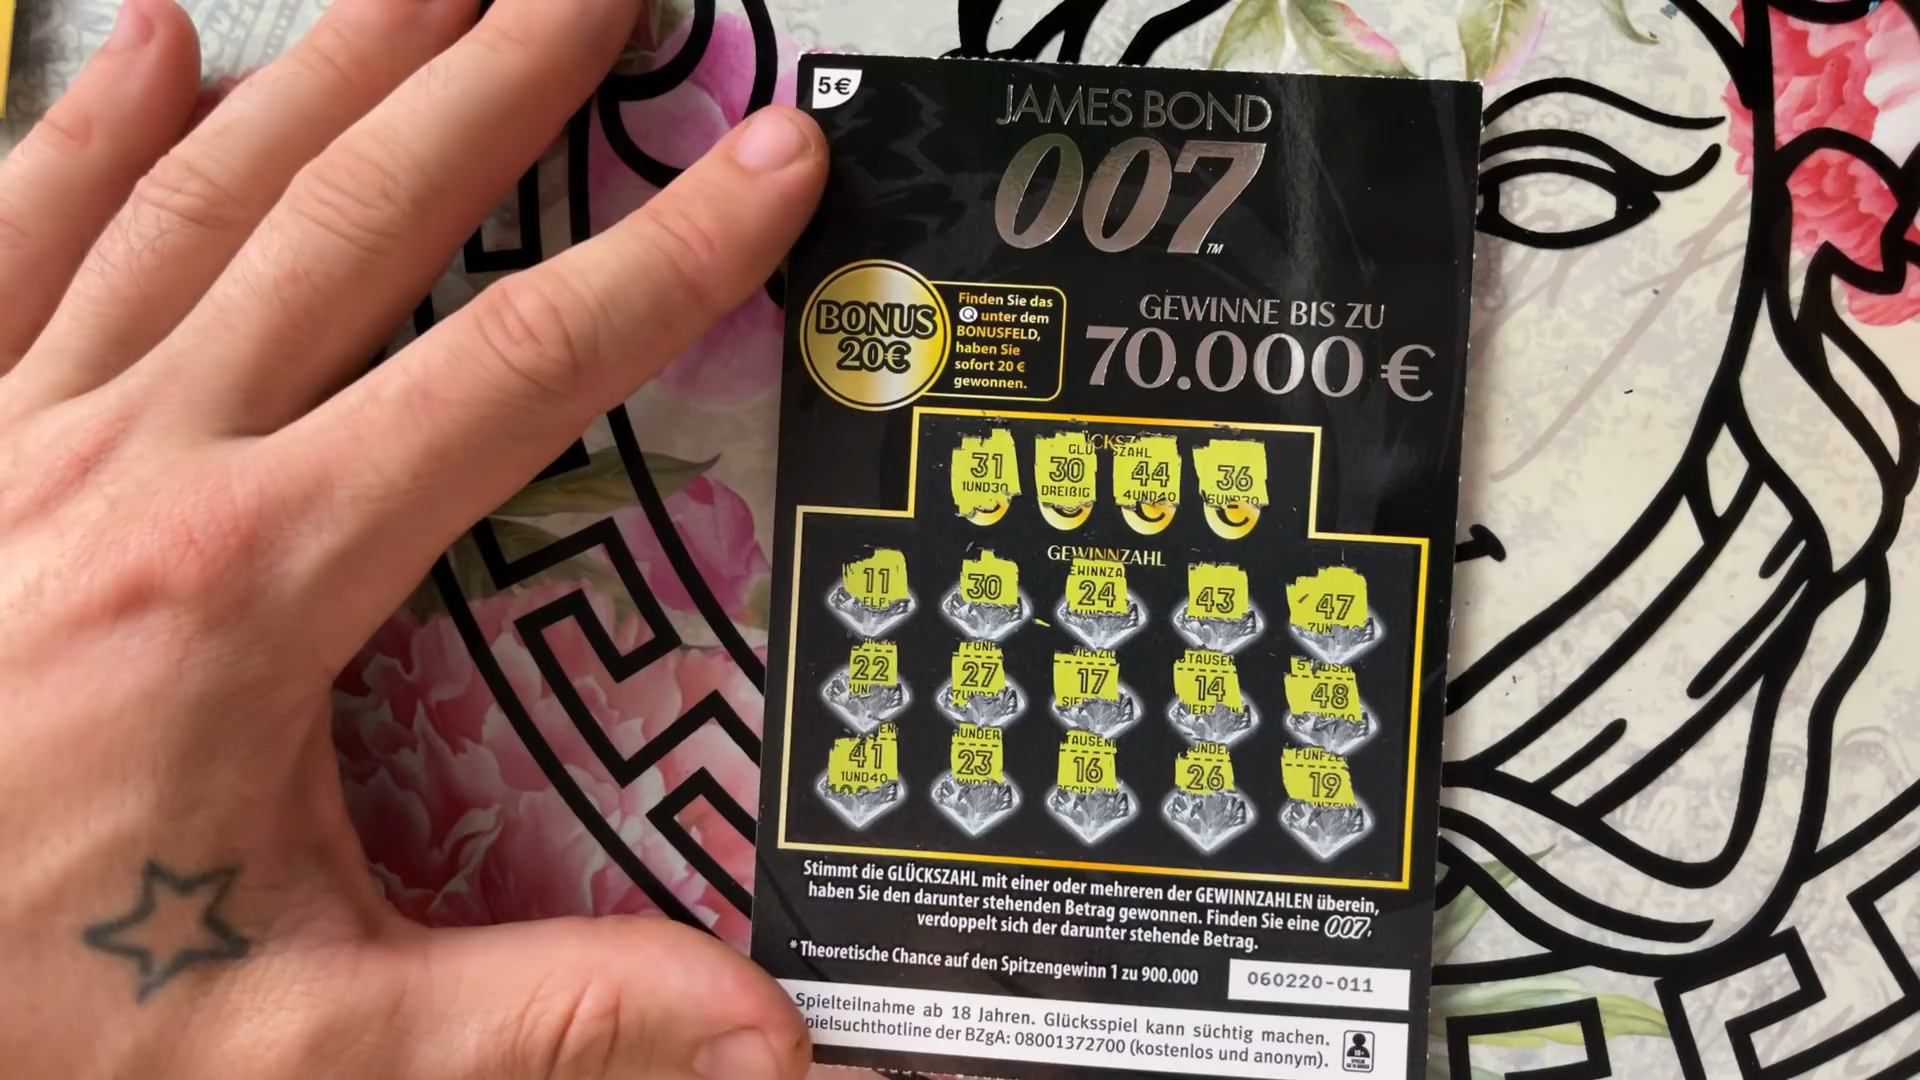 5€
JAMES BOND
007™
BONUS
20€
Finden Sie das
Q unter dem
BONUSFELD,
haben Sie
sofort 20 €
gewonnen.
GEWINNE BIS ZU
70.000 €
31 30 44 36
1UND30 DREIßIG 4UND40 6UND30
GEWINNZAHL
11 30 24 43 47
ELF
22 27 17 14 48
41 23 16 26 19
1UND40
Stimmt die GLÜCKSZAHL mit einer oder mehreren der GEWINNZAHLEN überein,
haben Sie den darunter stehenden Betrag gewonnen. Finden Sie eine 007,
verdoppelt sich der darunter stehende Betrag.
* Theoretische Chance auf den Spitzengewinn 1 zu 900.000
060220-011
Spielteilnahme ab 18 Jahren. Glücksspiel kann süchtig machen.
pielsuchthotline der BZgA: 08001372700 (kostenlos und anonym).